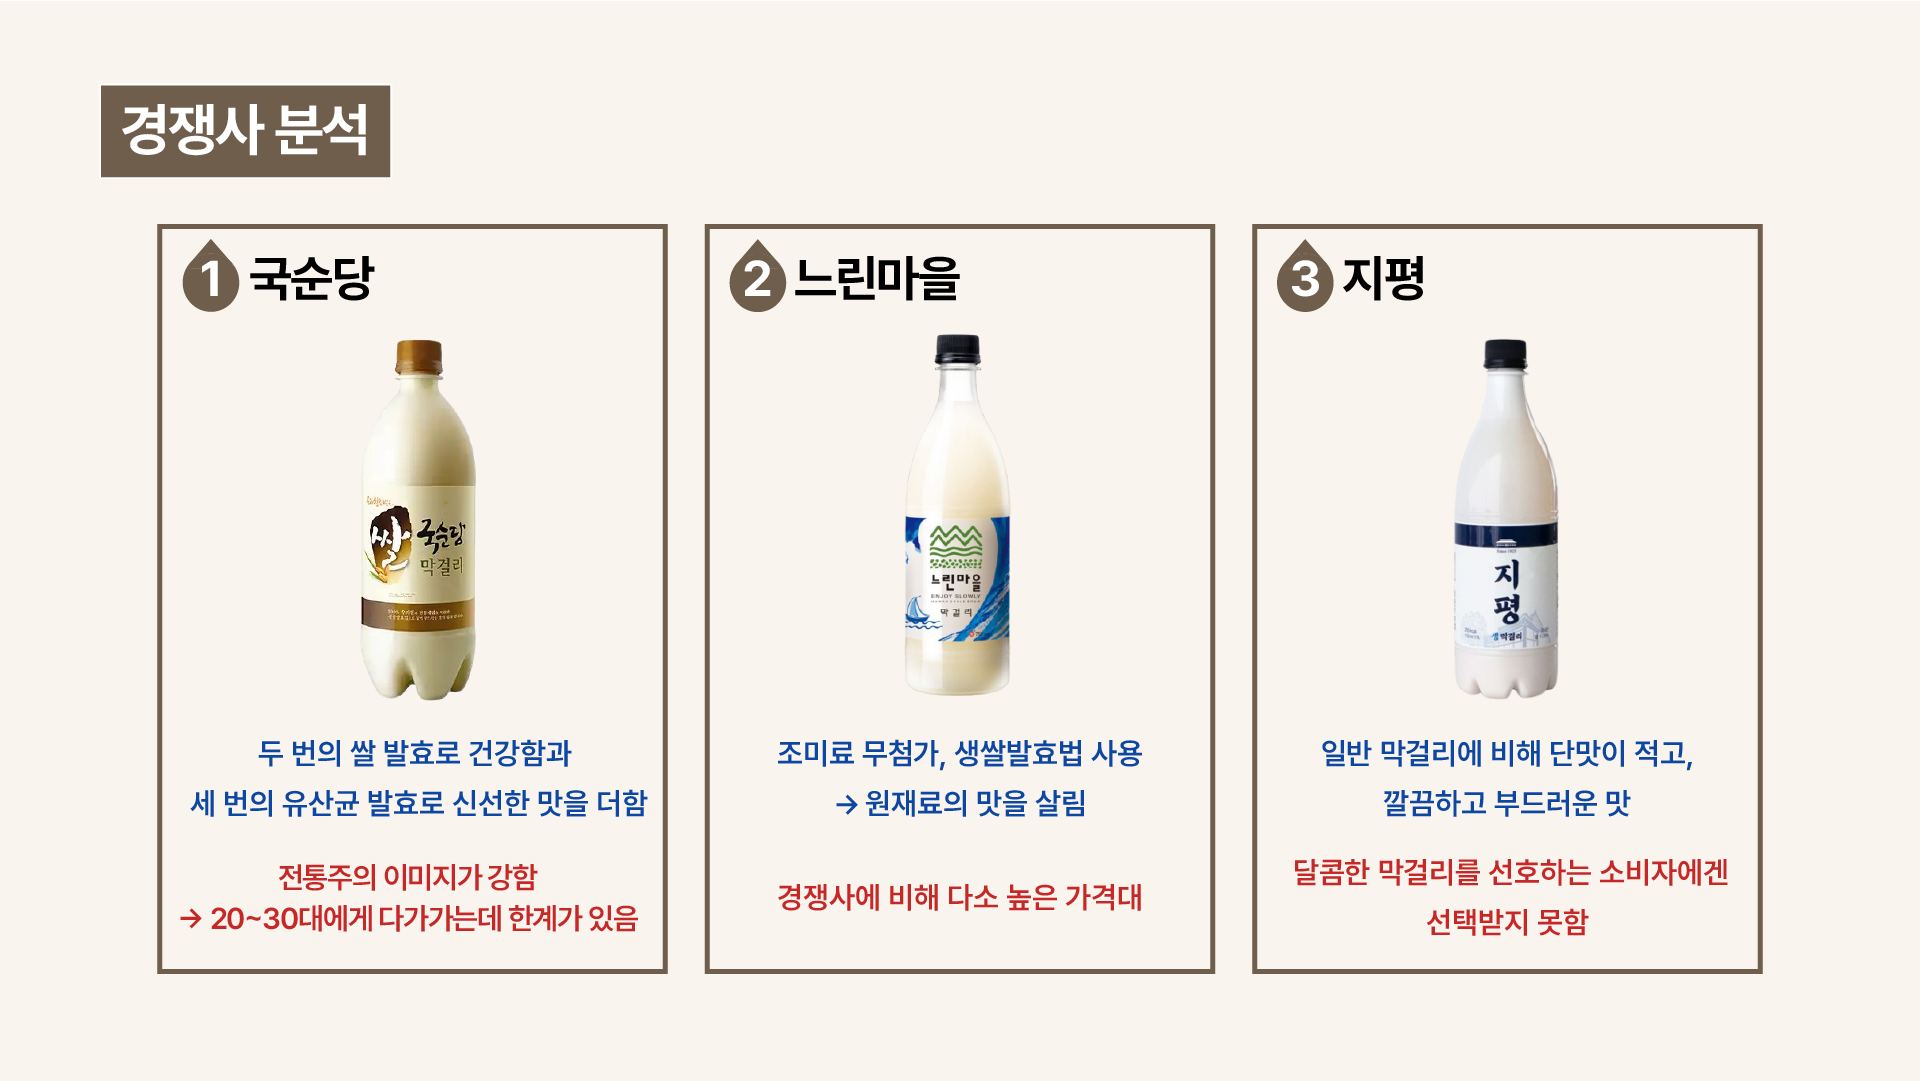 경쟁사 분석
1 국순당
쌀
국순당
막걸리
두 번의 쌀 발효로 건강함과
세 번의 유산균 발효로 신선한 맛을 더함
전통주의 이미지가 강함
→ 20~30대에게 다가가는데 한계가 있음
2 느린마을
느린마을
ENJOY SLOWLY
막걸리
조미료 무첨가, 생쌀발효법 사용
→ 원재료의 맛을 살림
경쟁사에 비해 다소 높은 가격대
3 지평
지
평
생막걸리
일반 막걸리에 비해 단맛이 적고,
깔끔하고 부드러운 맛
달콤한 막걸리를 선호하는 소비자에겐
선택받지 못함